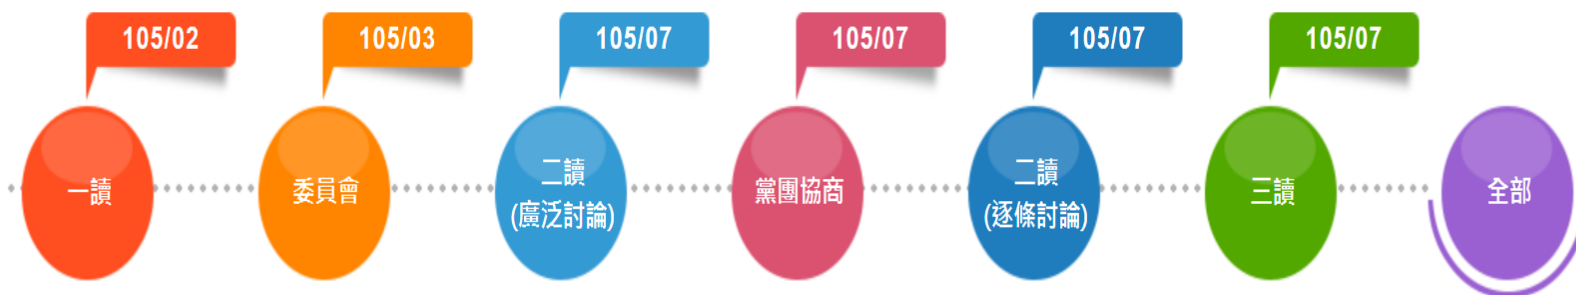 105/02
105/03
105/07
105/07
105/07
105/07
一讀
委員會
二讀
(廣泛討論)
黨團協商
二讀
(逐條討論)
三讀
全部